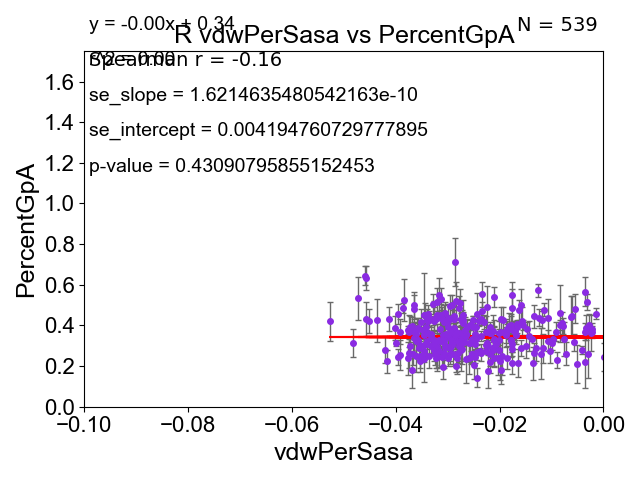 y = -0.00x + 0.34
N = 539
R vdwPerSasa vs PercentGpA
Spearman r = -0.16
se_slope = 1.6214635480542163e-10
se_intercept = 0.004194760729777895
p-value = 0.43090795855152453
PercentGpA
1.6
1.4
1.2
1.0
0.8
0.6
0.4
0.2
0.0
−0.10 −0.08 −0.06 −0.04 −0.02 0.00
vdwPerSasa